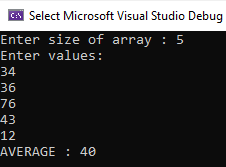 C:\ Select Microsoft Visual Studio Debug
Enter size of array : 5
Enter values:
34
36
76
43
12
AVERAGE : 40